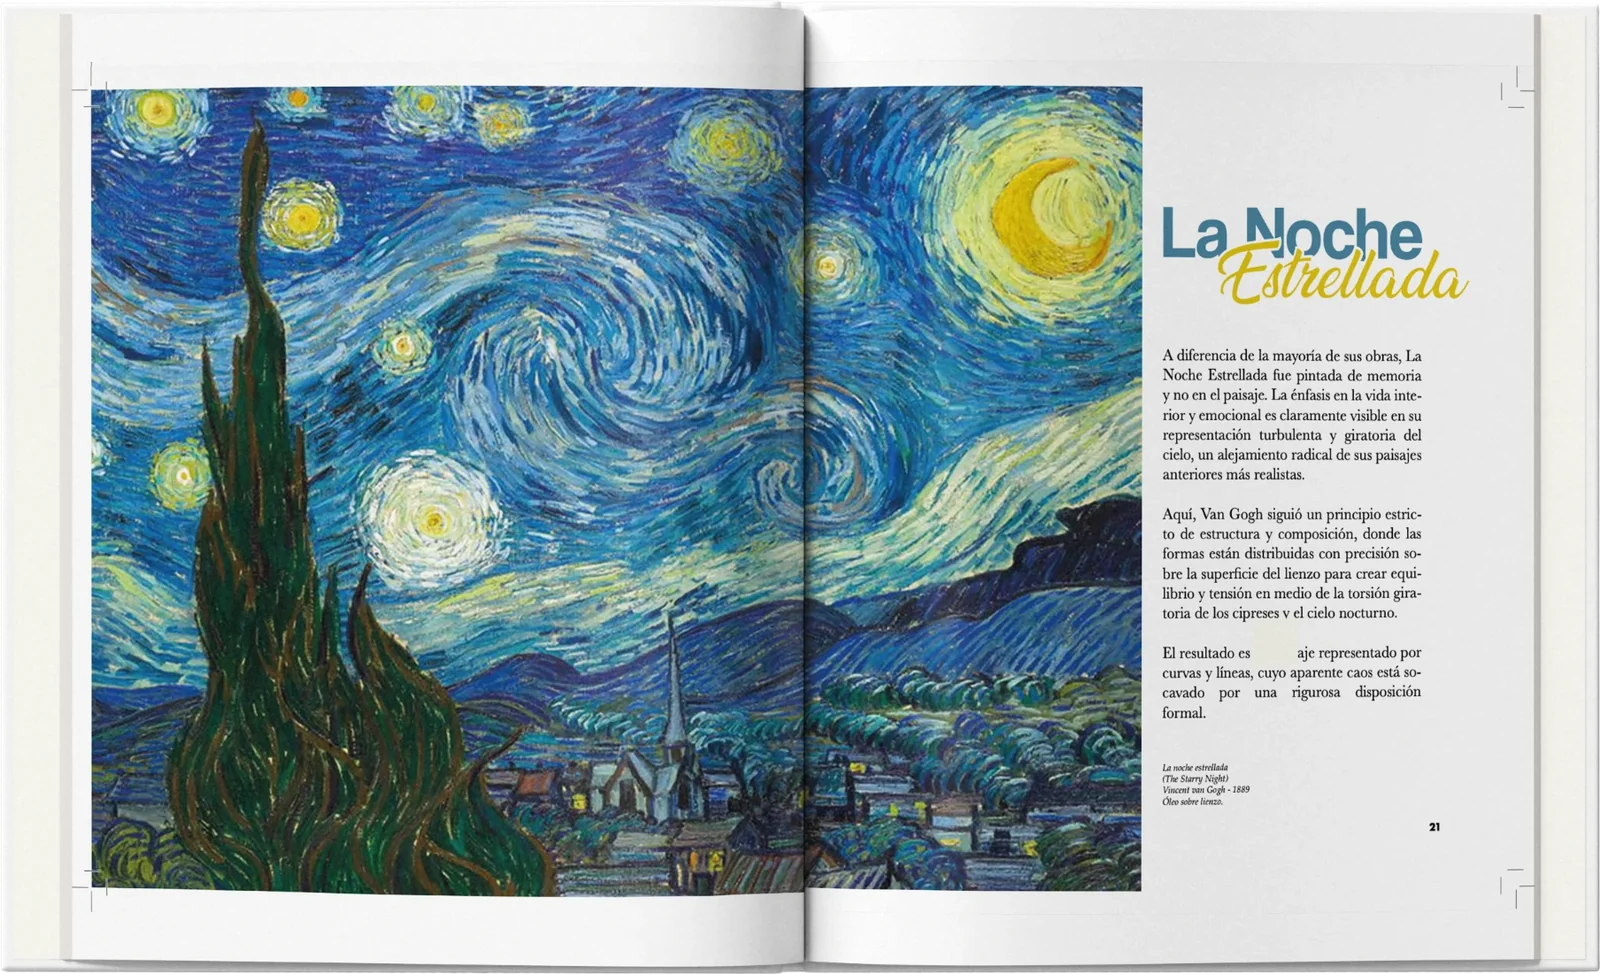 La Noche
Estrellada
A diferencia de la mayoría de sus obras, La
Noche Estrellada fue pintada de memoria
y no en el paisaje. La énfasis en la vida inte-
rior y emocional es claramente visible en su
representación turbulenta y giratoria del
cielo, un alejamiento radical de sus paisajes
anteriores más realistas.
Aquí, Van Gogh siguió un principio estric-
to de estructura y composición, donde las
formas están distribuidas con precisión so-
bre la superficie del lienzo para crear equi-
librio y tensión en medio de la torsión gira-
toria de los cipreses y el cielo nocturno.
El resultado es aje representado por
curvas y líneas, cuyo aparente caos está so-
cavado por una rigurosa disposición
formal.
La noche estrellada
(The Starry Night)
Vincent van Gogh - 1889
Óleo sobre lienzo.
21